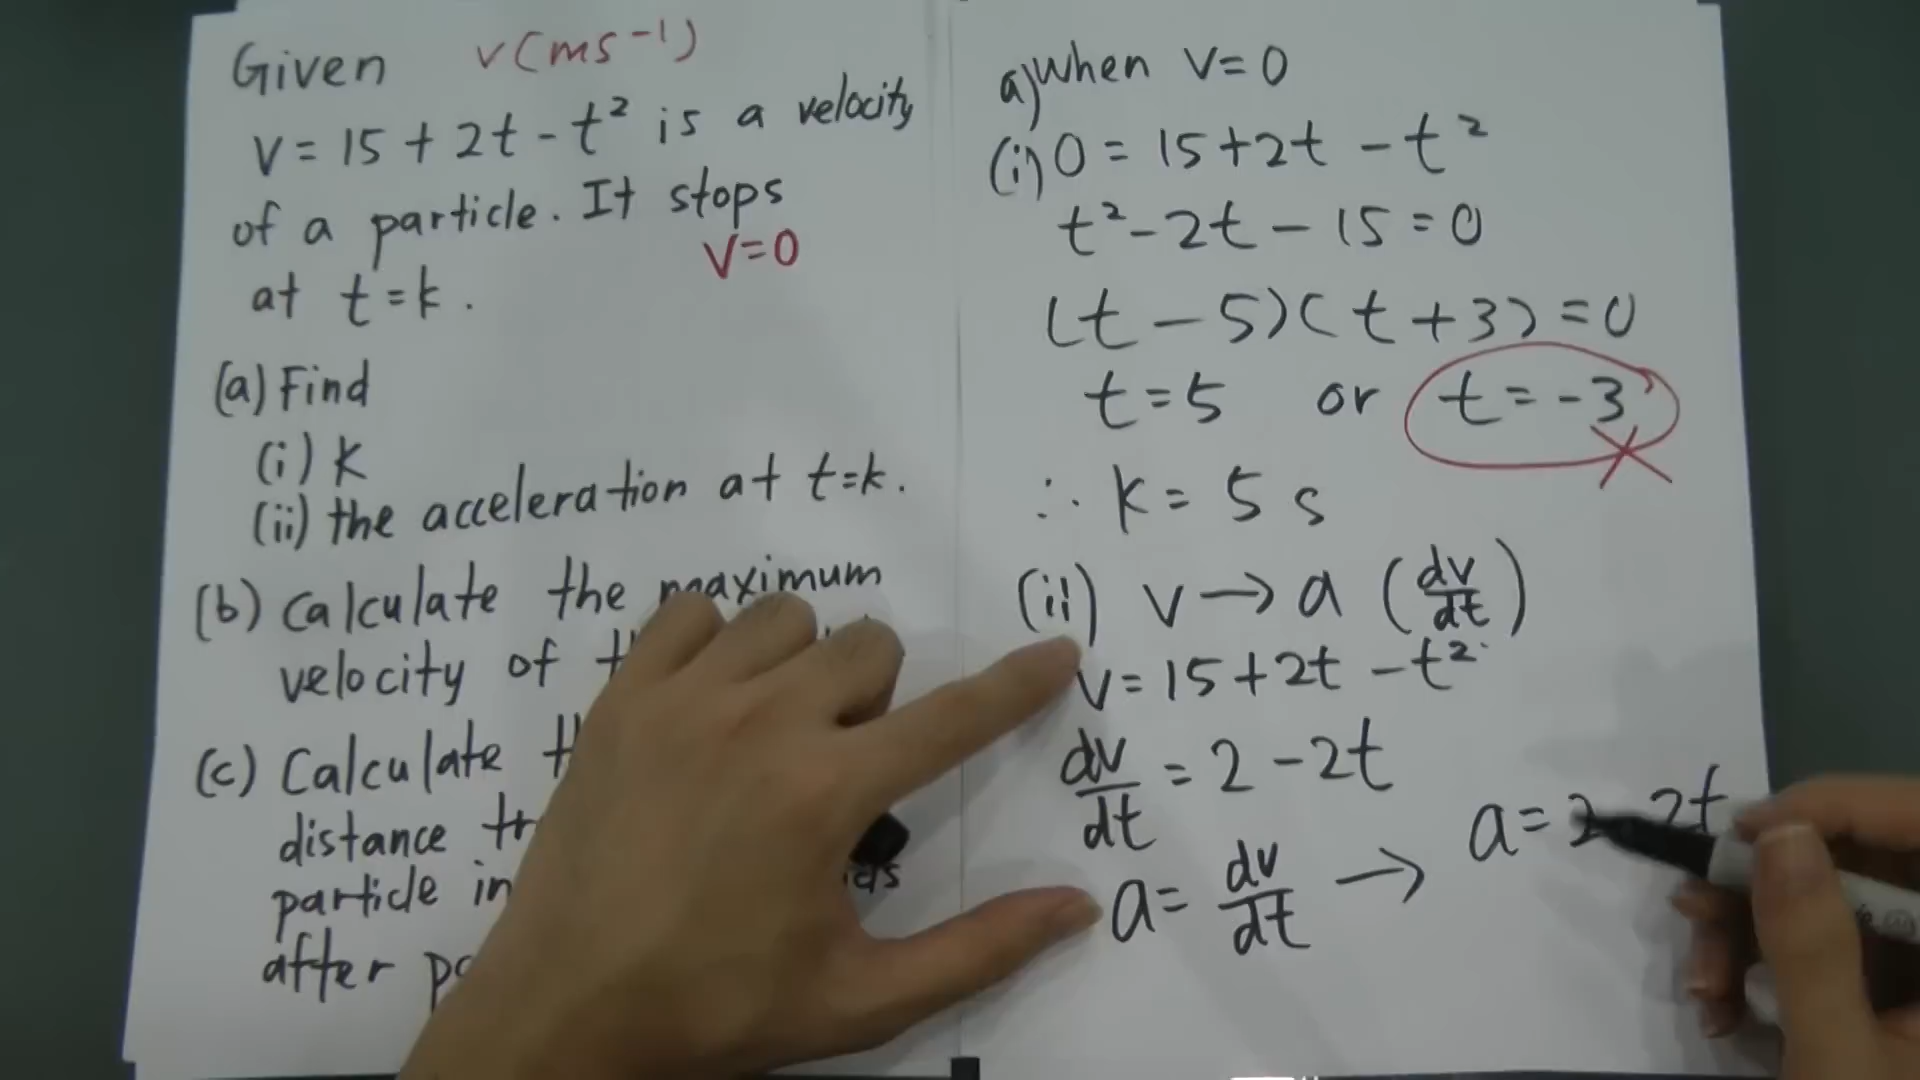 Given v(ms⁻¹)
v = 15 + 2t - t² is a velocity
of a particle. It stops
v=0
at t=k.
(a) Find
(i) k
(ii) the acceleration at t=k.
(b) Calculate the maximum
velocity of
(c) Calculate
distance
particle in
after
a) when v=0
(i) 0 = 15+2t - t²
t² - 2t - 15 = 0
(t - 5)(t + 3) = 0
t = 5 or t = -3
∴ k = 5 s
(ii) v → a (dv/dt)
v = 15 + 2t - t²
dv/dt = 2 - 2t
a = dv/dt → a = 2 - 2t